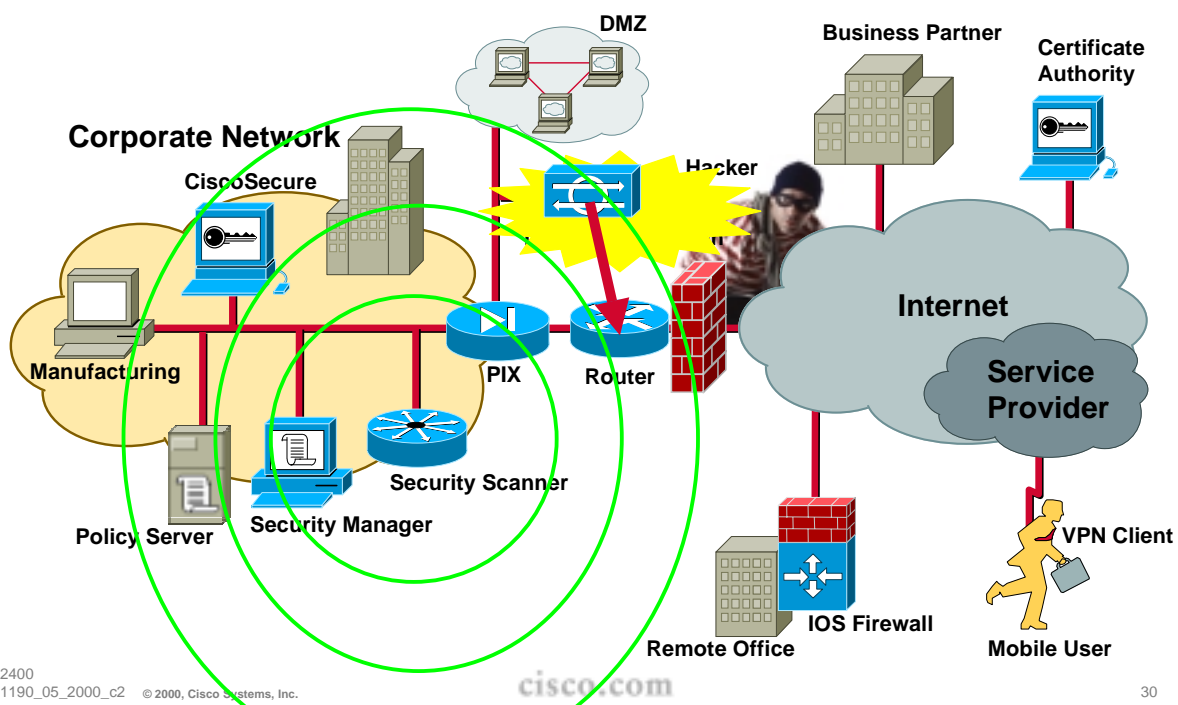 DMZ
Business Partner
Certificate
Authority
Corporate Network
CiscoSecure
Hacker
Internet
Manufacturing
PIX
Router
Service
Provider
Security Scanner
Policy Server
Security Manager
VPN Client
IOS Firewall
Remote Office
Mobile User
2400
1190_05_2000_c2
© 2000, Cisco Systems, Inc.
cisco.com
30